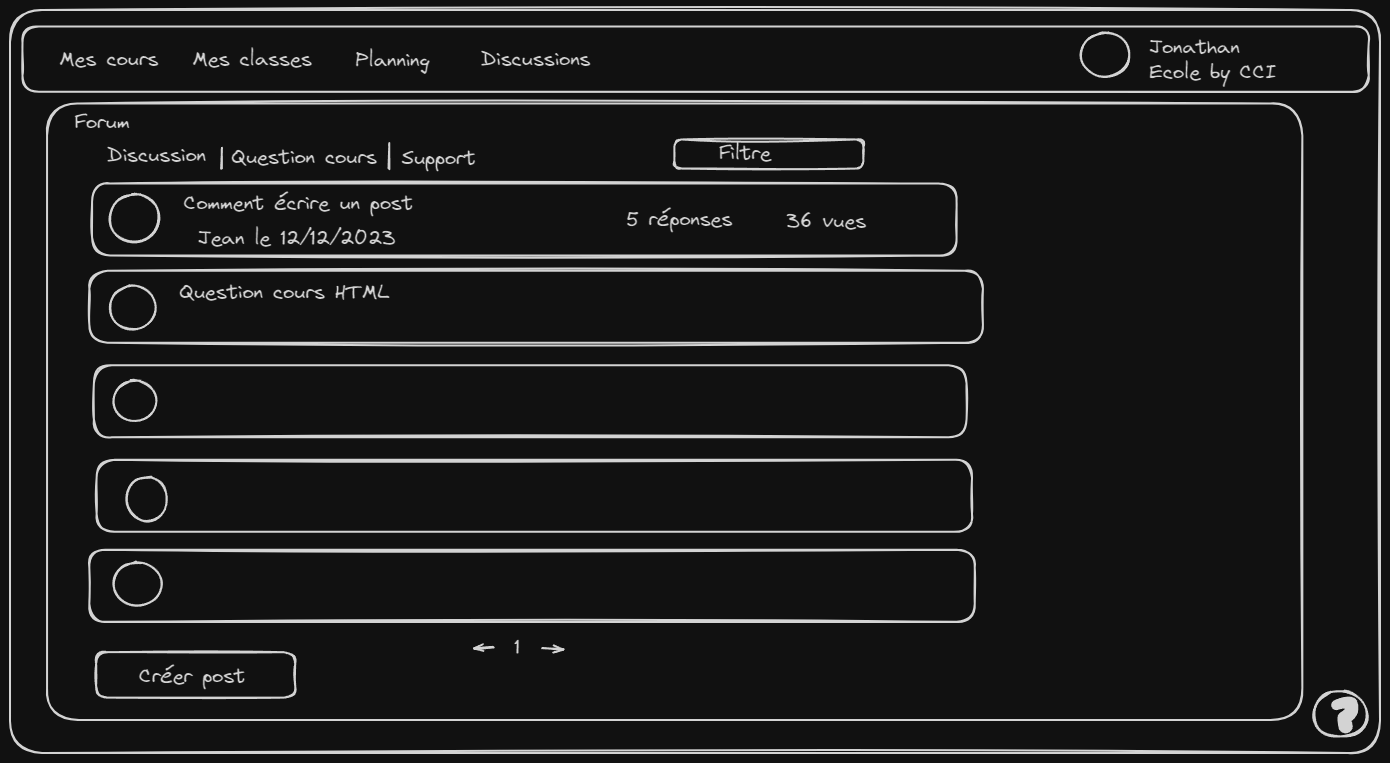 Mes cours Mes classes Planning Discussions
Jonathan
Ecole by CCI
Forum
Discussion | Question cours | Support
Filtre
Comment écrire un post
Jean le 12/12/2023
5 réponses 36 vues
Question cours HTML
← 1 →
Créer post
?